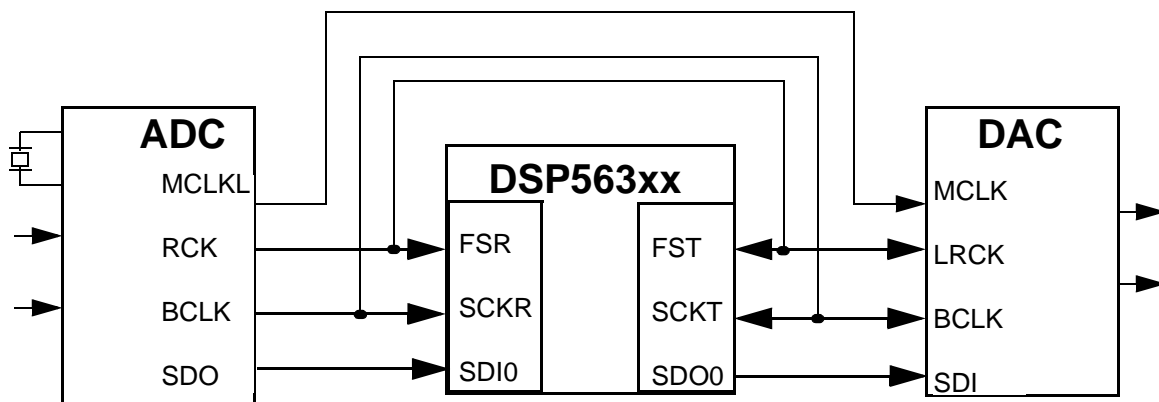 ADC
MCLKL
RCK
BCLK
SDO
DSP563xx
FSR
SCKR
SDI0
FST
SCKT
SDO0
DAC
MCLK
LRCK
BCLK
SDI